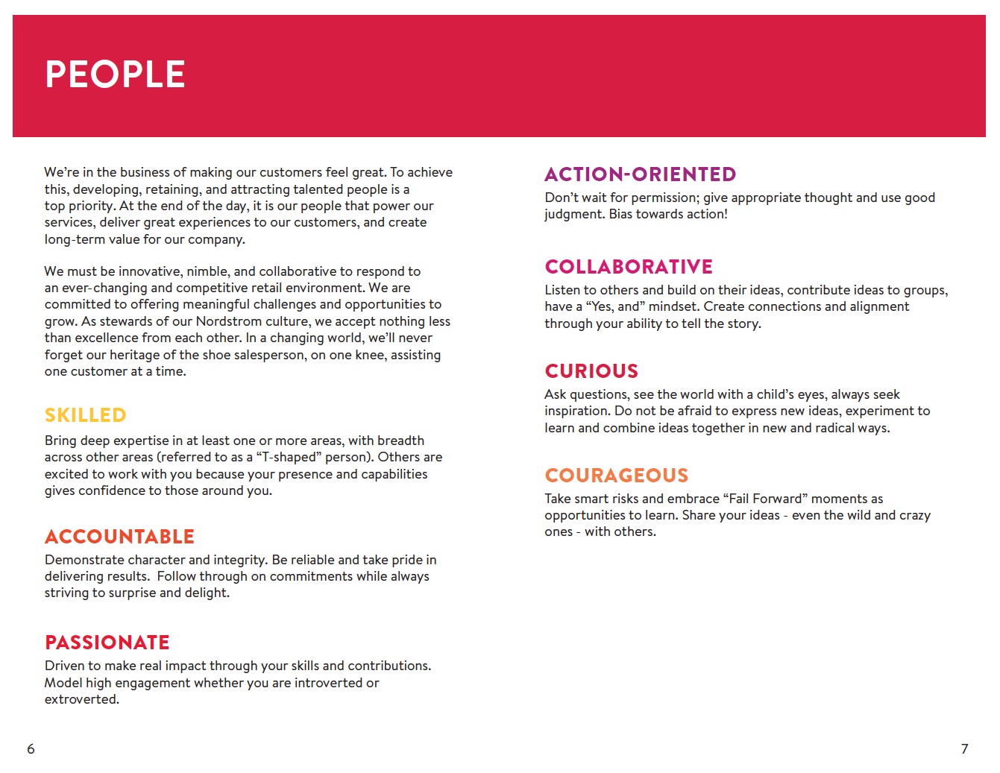 PEOPLE
We’re in the business of making our customers feel great. To achieve
this, developing, retaining, and attracting talented people is a
top priority. At the end of the day, it is our people that power our
services, deliver great experiences to our customers, and create
long-term value for our company.
We must be innovative, nimble, and collaborative to respond to
an ever-changing and competitive retail environment. We are
committed to offering meaningful challenges and opportunities to
grow. As stewards of our Nordstrom culture, we accept nothing less
than excellence from each other. In a changing world, we’ll never
forget our heritage of the shoe salesperson, on one knee, assisting
one customer at a time.
SKILLED
Bring deep expertise in at least one or more areas, with breadth
across other areas (referred to as a “T-shaped” person). Others are
excited to work with you because your presence and capabilities
gives confidence to those around you.
ACCOUNTABLE
Demonstrate character and integrity. Be reliable and take pride in
delivering results.  Follow through on commitments while always
striving to surprise and delight.
PASSIONATE
Driven to make real impact through your skills and contributions.
Model high engagement whether you are introverted or
extroverted.
6
ACTION-ORIENTED
Don’t wait for permission; give appropriate thought and use good
judgment. Bias towards action!
COLLABORATIVE
Listen to others and build on their ideas, contribute ideas to groups,
have a “Yes, and” mindset. Create connections and alignment
through your ability to tell the story.
CURIOUS
Ask questions, see the world with a child’s eyes, always seek
inspiration. Do not be afraid to express new ideas, experiment to
learn and combine ideas together in new and radical ways.
COURAGEOUS
Take smart risks and embrace “Fail Forward” moments as
opportunities to learn. Share your ideas - even the wild and crazy
ones - with others.
7